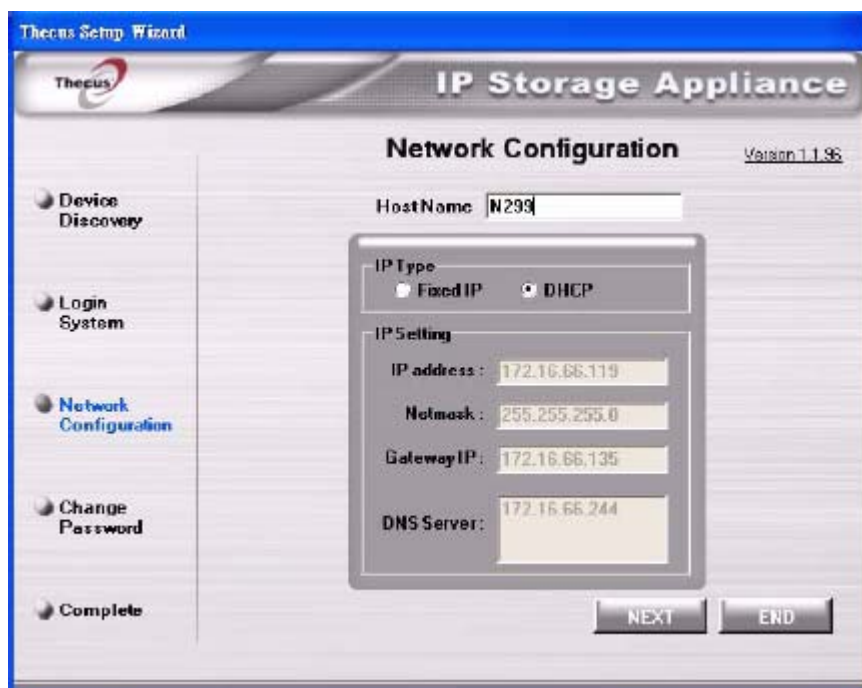 Thecus Setup Wizard
Thecus
IP Storage Appliance
Network Configuration
Version 1.1.96
Device
Discovery
Login
System
Network
Configuration
Change
Password
Complete
Host Name N299
IP Type
Fixed IP DHCP
IP Setting
IP address : 172.16.66.119
Netmask : 255.255.255.0
Gateway IP : 172.16.66.135
DNS Server : 172.16.66.244
NEXT END